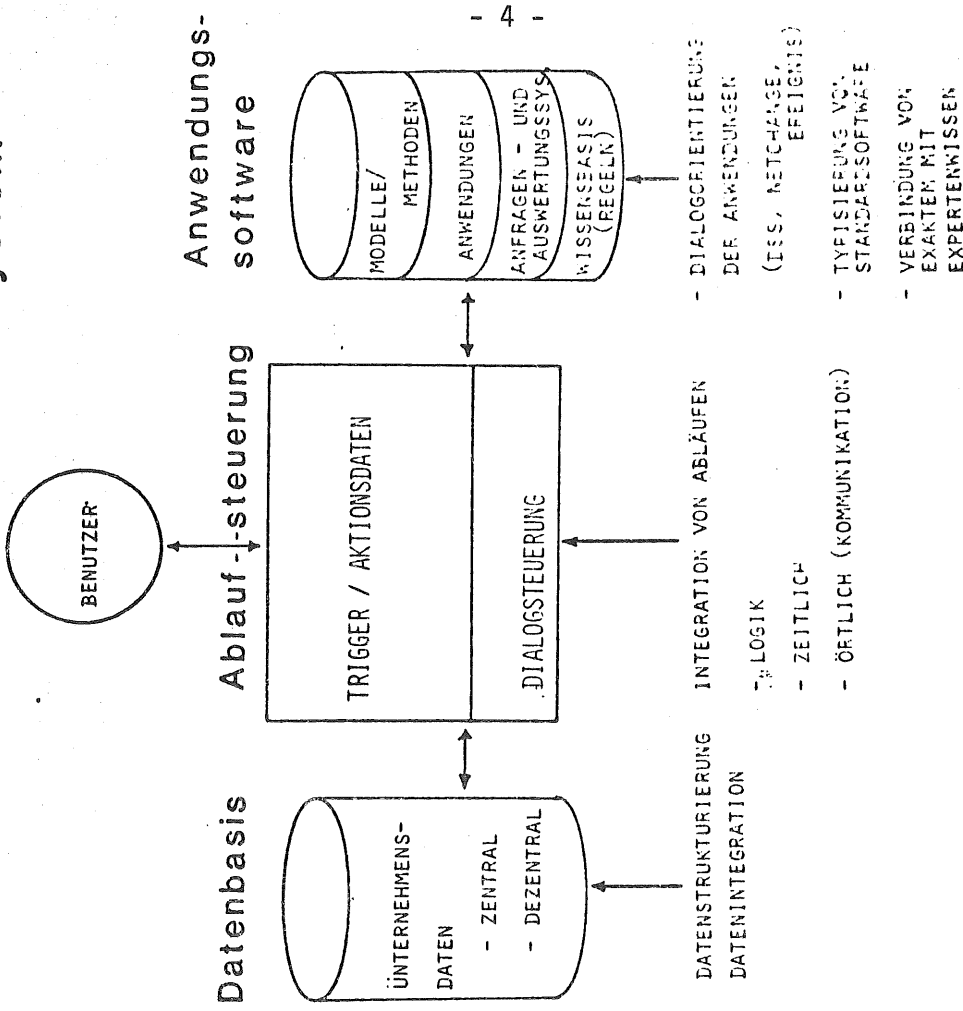 - 4 -
BENUTZER
Datenbasis
Ablauf--steuerung
Anwendungs-
software
UNTERNEHMENS-
DATEN
- ZENTRAL
- DEZENTRAL
TRIGGER / AKTIONSDATEN
DIALOGSTEUERUNG
MODELLE/
METHODEN
ANWENDUNGEN
ANFRAGEN - UND
AUSWERTUNGSSYS.
WISSENSBASIS
(REGELN)
DATENSTRUKTURIERUNG
DATENINTEGRATION
INTEGRATION VON ABLÄUFEN
- LOGIK
- ZEITLICH
- ÖRTLICH (KOMMUNIKATION)
- DIALOGORIENTIERUNG
DER ANWENDUNGEN
(DSS, NETCHANGE,
EREIGNIS)
- TYPISIERUNG VON
STANDARDSOFTWARE
- VERBINDUNG VON
EXAKTEM MIT
EXPERTENWISSEN